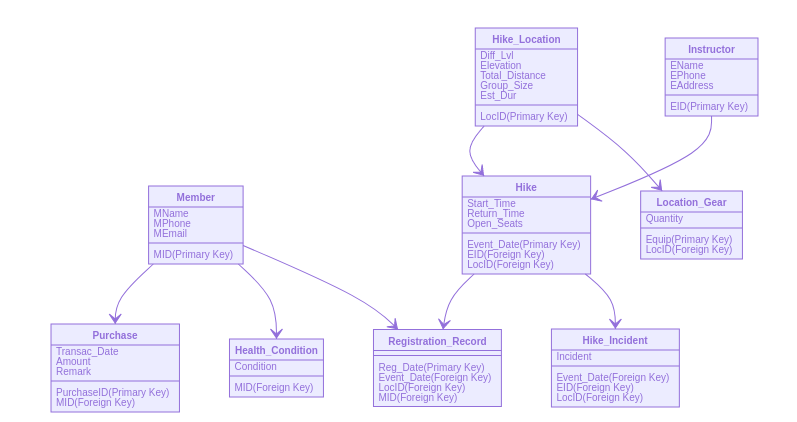 Hike_Location
Diff_Lvl
Elevation
Total_Distance
Group_Size
Est_Dur
LocID(Primary Key)
Instructor
EName
EPhone
EAddress
EID(Primary Key)
Member
MName
MPhone
MEmail
MID(Primary Key)
Hike
Start_Time
Return_Time
Open_Seats
Event_Date(Primary Key)
EID(Foreign Key)
LocID(Foreign Key)
Location_Gear
Quantity
Equip(Primary Key)
LocID(Foreign Key)
Purchase
Transac_Date
Amount
Remark
PurchaseID(Primary Key)
MID(Foreign Key)
Health_Condition
Condition
MID(Foreign Key)
Registration_Record
Reg_Date(Primary Key)
Event_Date(Foreign Key)
LocID(Foreign Key)
MID(Foreign Key)
Hike_Incident
Incident
Event_Date(Foreign Key)
EID(Foreign Key)
LocID(Foreign Key)